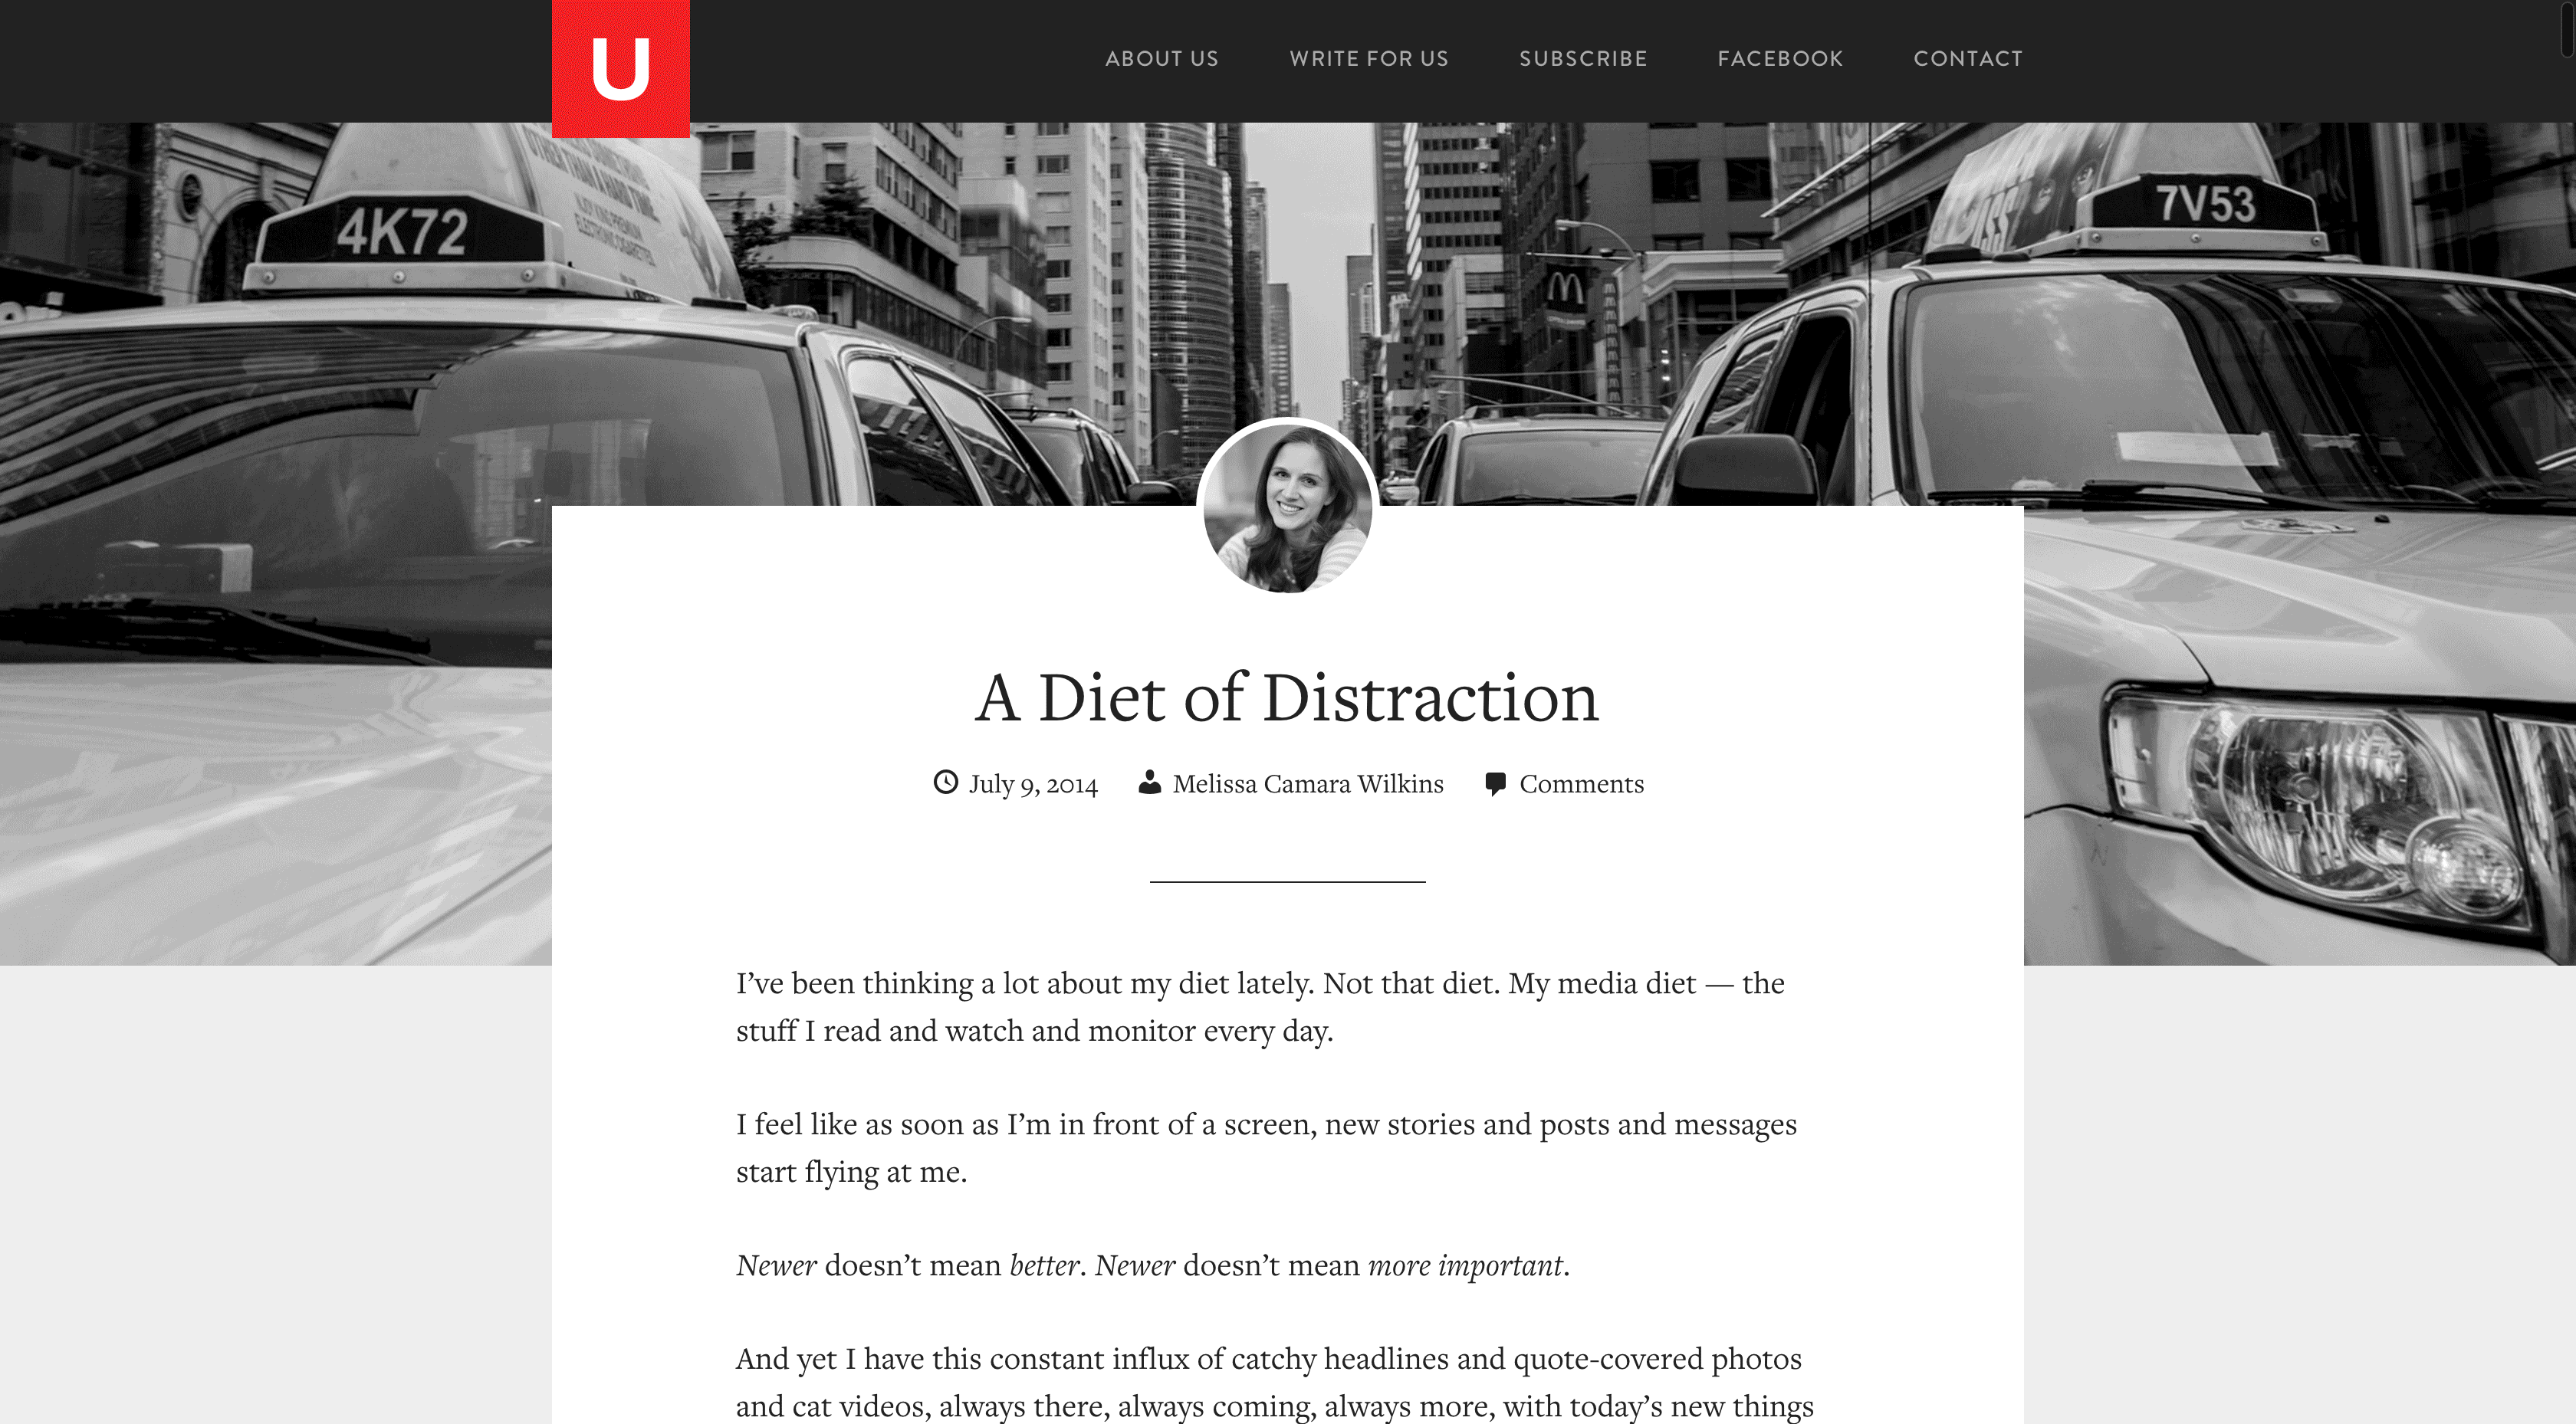 U
ABOUT US WRITE FOR US SUBSCRIBE FACEBOOK CONTACT
OTHER THAN A HARD TIME.
4K72
7V53
A Diet of Distraction
July 9, 2014 Melissa Camara Wilkins Comments
I’ve been thinking a lot about my diet lately. Not that diet. My media diet — the
stuff I read and watch and monitor every day.
I feel like as soon as I’m in front of a screen, new stories and posts and messages
start flying at me.
Newer doesn’t mean better. Newer doesn’t mean more important.
And yet I have this constant influx of catchy headlines and quote-covered photos
and cat videos, always there, always coming, always more, with today’s new things